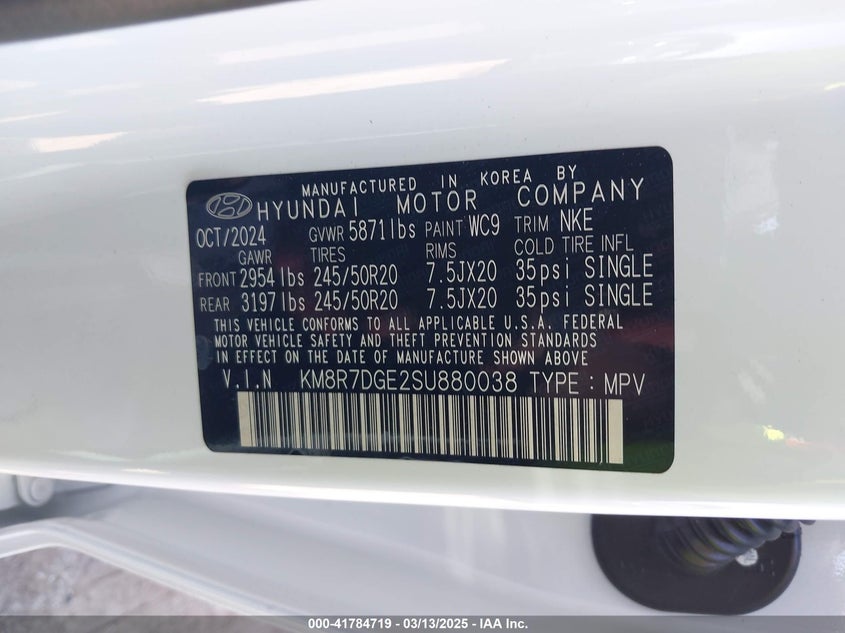 MANUFACTURED IN KOREA BY
HYUNDAI MOTOR COMPANY
OCT/2024 GVWR 5871lbs PAINT WC9 TRIM NKE
GAWR TIRES RIMS COLD TIRE INFL
FRONT 2954lbs 245/50R20 7.5JX20 35psi SINGLE
REAR 3197lbs 245/50R20 7.5JX20 35psi SINGLE
THIS VEHICLE CONFORMS TO ALL APPLICABLE U.S.A. FEDERAL
MOTOR VEHICLE SAFETY AND THEFT PREVENTION STANDARDS
IN EFFECT ON THE DATE OF MANUFACTURE SHOWN ABOVE
V.I.N KM8R7DGE2SU880038 TYPE : MPV
000-41784719 — 03/13/2025 — IAA Inc.